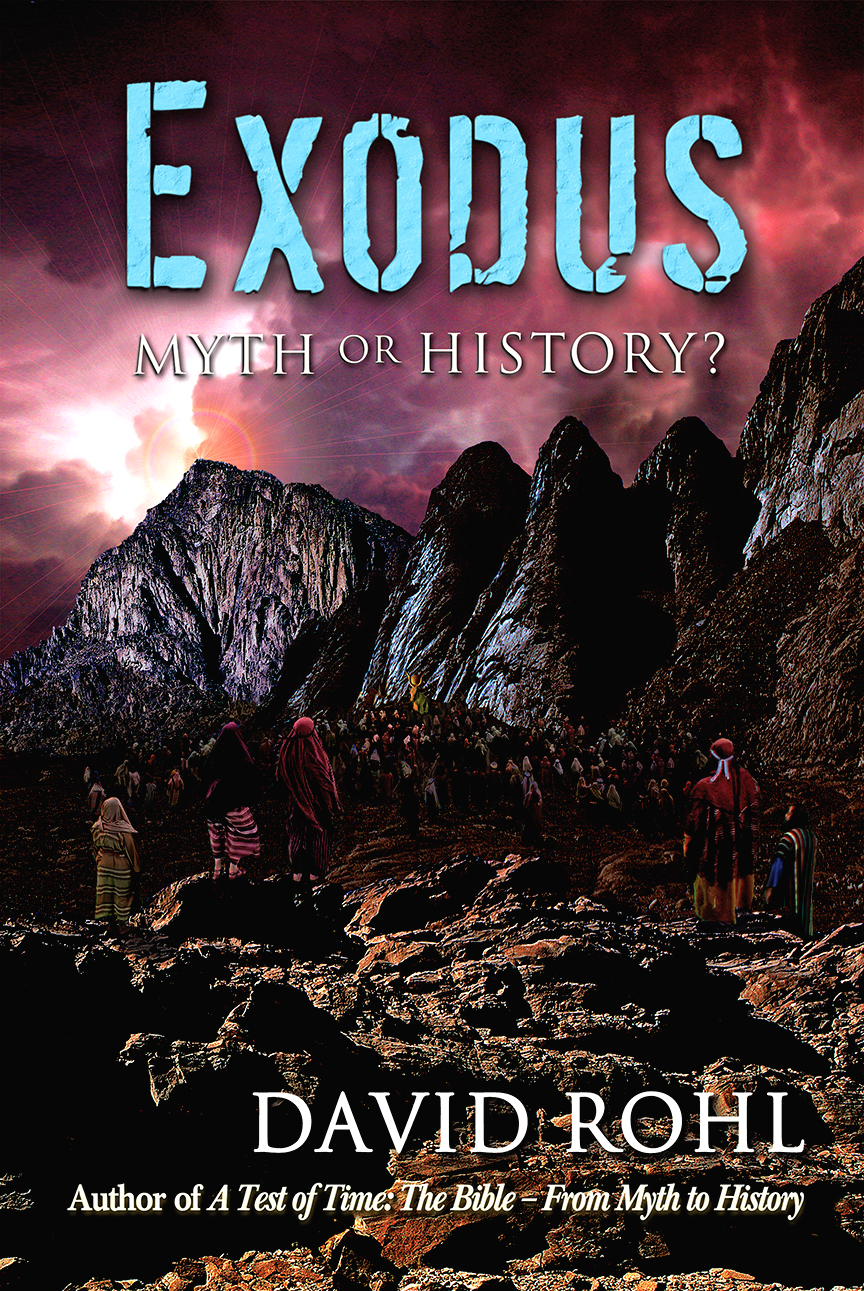 EXODUS
MYTH OR HISTORY?
DAVID ROHL
Author of A Test of Time: The Bible – From Myth to History